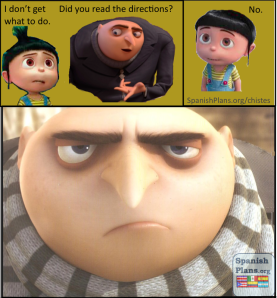 I don't get
what to do.
Did you read the directions?
No.
SpanishPlans.org/chistes
Spanish
Plans.org